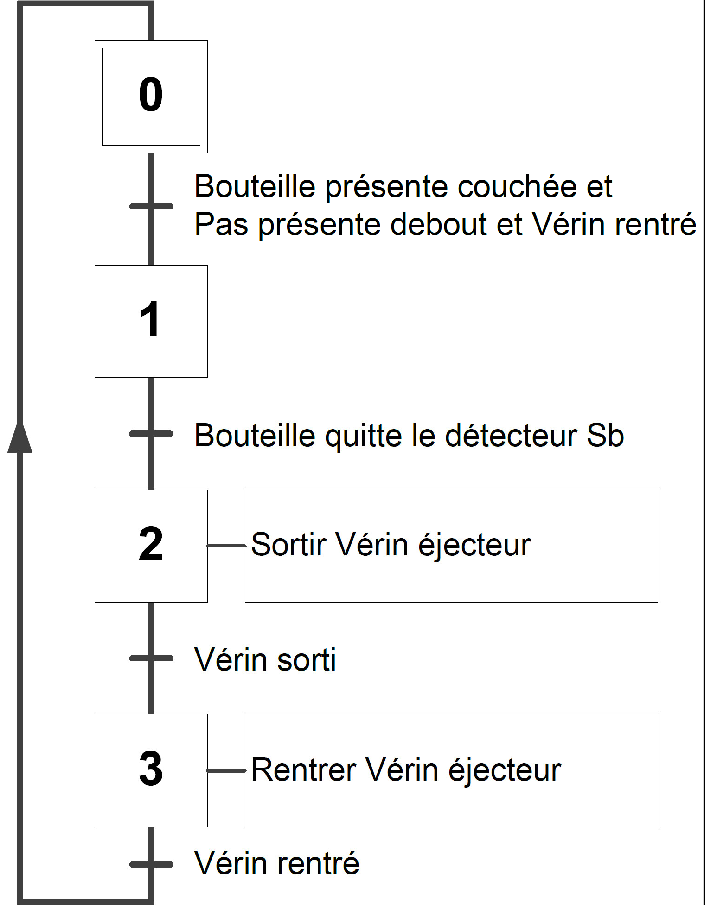 0
Bouteille présente couchée et
Pas présente debout et Vérin rentré
1
Bouteille quitte le détecteur Sb
2
Sortir Vérin éjecteur
Vérin sorti
3
Rentrer Vérin éjecteur
Vérin rentré